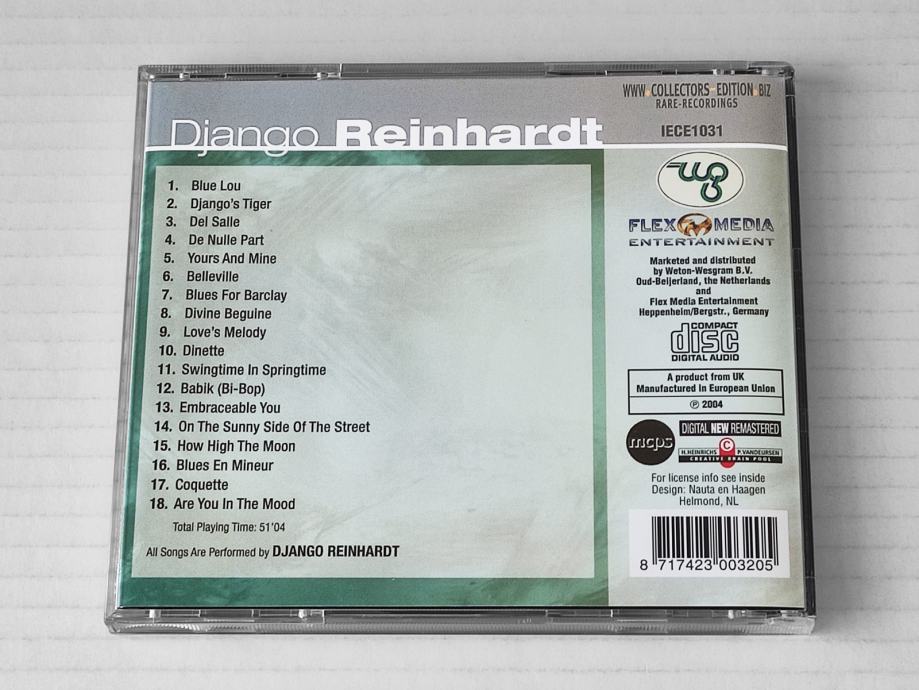 WWW.COLLECTORS-EDITION.BIZ
RARE-RECORDINGS
IECE1031
Django Reinhardt
1. Blue Lou
2. Django's Tiger
3. Del Salle
4. De Nulle Part
5. Yours And Mine
6. Belleville
7. Blues For Barclay
8. Divine Beguine
9. Love's Melody
10. Dinette
11. Swingtime In Springtime
12. Babik (Bi-Bop)
13. Embraceable You
14. On The Sunny Side Of The Street
15. How High The Moon
16. Blues En Mineur
17. Coquette
18. Are You In The Mood
Total Playing Time: 51'04
All Songs Are Performed by DJANGO REINHARDT
FLEX MEDIA
ENTERTAINMENT
Marketed and distributed
by Weton-Wesgram B.V.
Oud-Beijerland, the Netherlands
and
Flex Media Entertainment
Heppenheim/Bergstr., Germany
COMPACT
disc
DIGITAL AUDIO
A product from UK
Manufactured in European Union
℗ 2004
mcps
DIGITAL NEW REMASTERED
©
H.HEINRICHS P.VANDEURSEN
CREATIVE BRAIN POOL
For license info see inside
Design: Nauta en Haagen
Helmond, NL
8 717423 003205